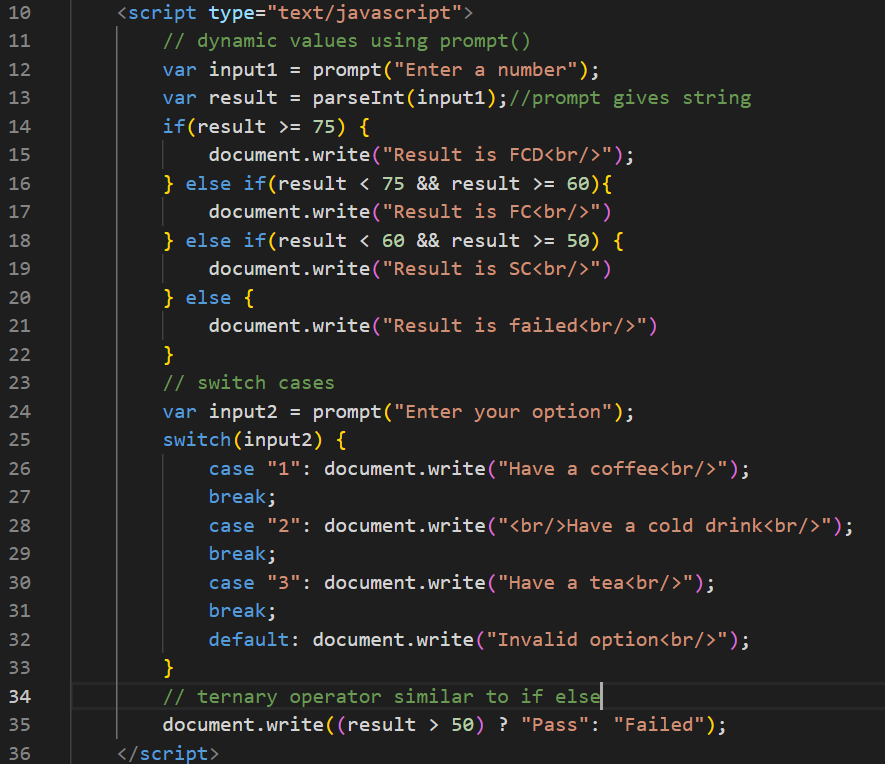 10 <script type="text/javascript">
11 // dynamic values using prompt()
12 var input1 = prompt("Enter a number");
13 var result = parseInt(input1);//prompt gives string
14 if(result >= 75) {
15 document.write("Result is FCD<br/>");
16 } else if(result < 75 && result >= 60){
17 document.write("Result is FC<br/>")
18 } else if(result < 60 && result >= 50) {
19 document.write("Result is SC<br/>")
20 } else {
21 document.write("Result is failed<br/>")
22 }
23 // switch cases
24 var input2 = prompt("Enter your option");
25 switch(input2) {
26 case "1": document.write("Have a coffee<br/>");
27 break;
28 case "2": document.write("<br/>Have a cold drink<br/>");
29 break;
30 case "3": document.write("Have a tea<br/>");
31 break;
32 default: document.write("Invalid option<br/>");
33 }
34 // ternary operator similar to if else
35 document.write((result > 50) ? "Pass": "Failed");
36 </script>